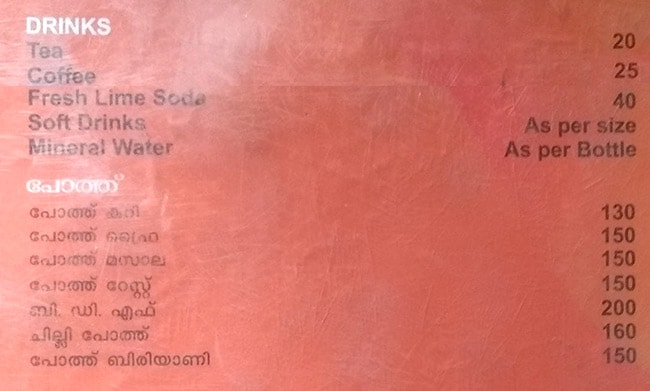 DRINKS
Tea 20
Coffee 25
Fresh Lime Soda 40
Soft Drinks As per size
Mineral Water As per Bottle
പോത്ത്
പോത്ത് കറി 130
പോത്ത് ഫ്രൈ 150
പോത്ത് മസാല 150
പോത്ത് റോസ്റ്റ് 150
ബി. ഡി. എഫ് 200
ചില്ലി പോത്ത് 160
പോത്ത് ബിരിയാണി 150